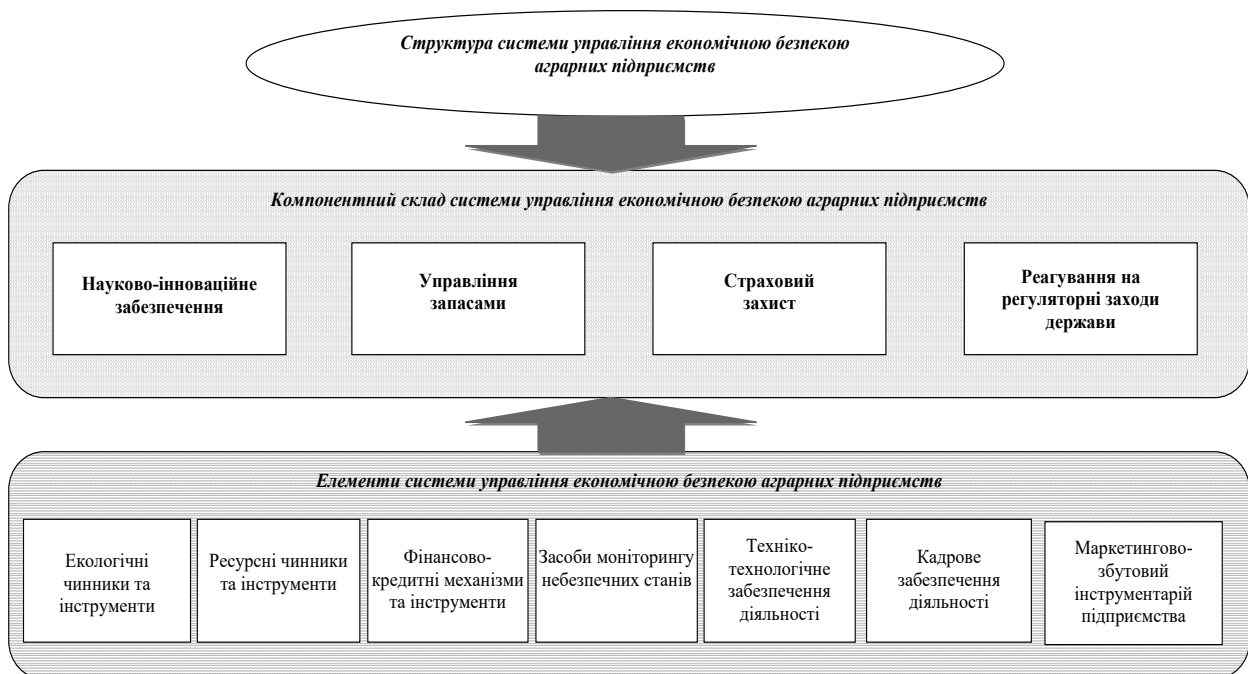 Структура системи управління економічною безпекою
аграрних підприємств
Компонентний склад системи управління економічною безпекою аграрних підприємств
Науково-інноваційне
забезпечення
Управління
запасами
Страховий
захист
Реагування на
регуляторні заходи
держави
Елементи системи управління економічною безпекою аграрних підприємств
Екологічні
чинники та
інструменти
Ресурсні чинники
та інструменти
Фінансово-
кредитні механізми
та інструменти
Засоби моніторингу
небезпечних станів
Техніко-
технологічне
забезпечення
діяльності
Кадрове
забезпечення
діяльності
Маркетингово-
збутовий
інструментарій
підприємства